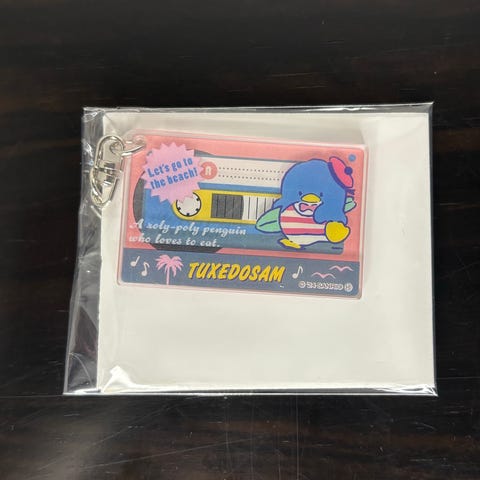 Let's go to
the beach!
A
A roly-poly penguin
who loves to eat.
TUXEDOSAM
© '24 SANRIO